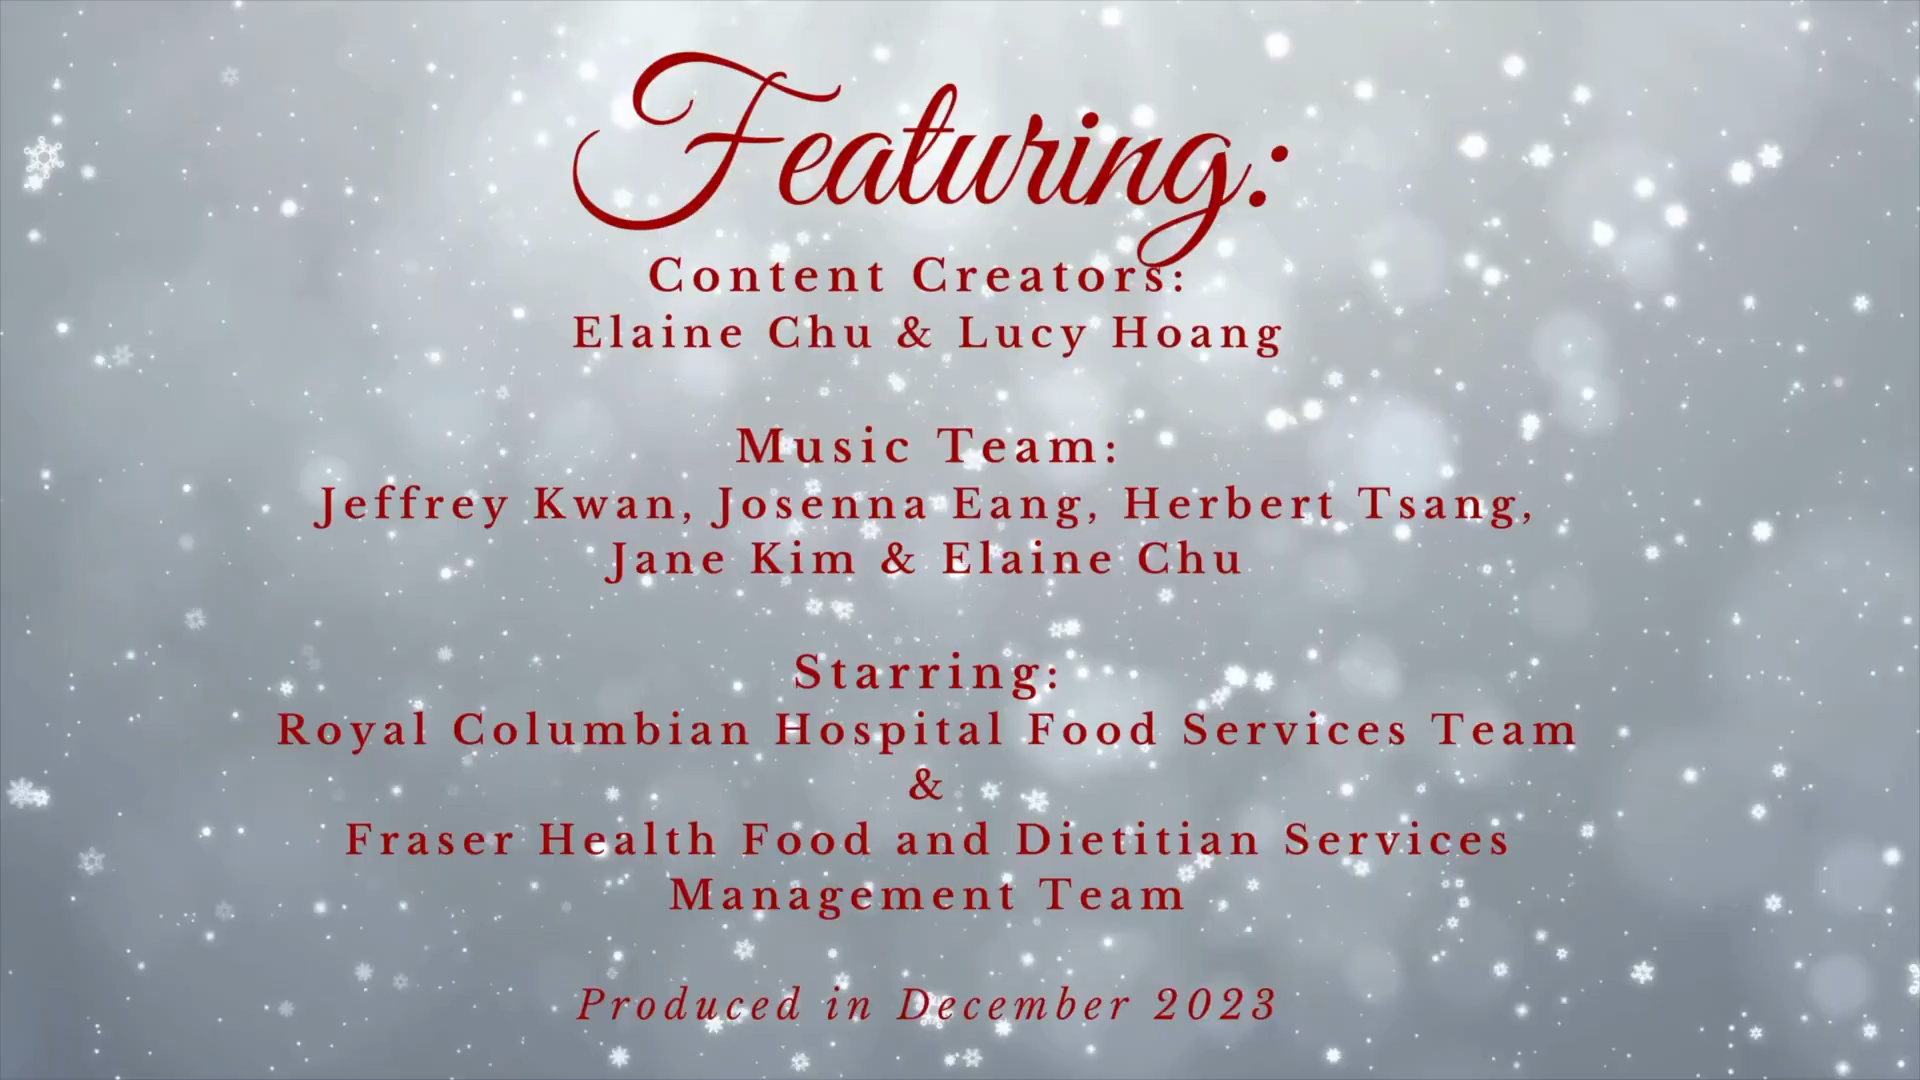 Featuring:
Content Creators:
Elaine Chu & Lucy Hoang
Music Team:
Jeffrey Kwan, Josenna Eang, Herbert Tsang,
Jane Kim & Elaine Chu
Starring:
Royal Columbian Hospital Food Services Team
&
Fraser Health Food and Dietitian Services
Management Team
Produced in December 2023